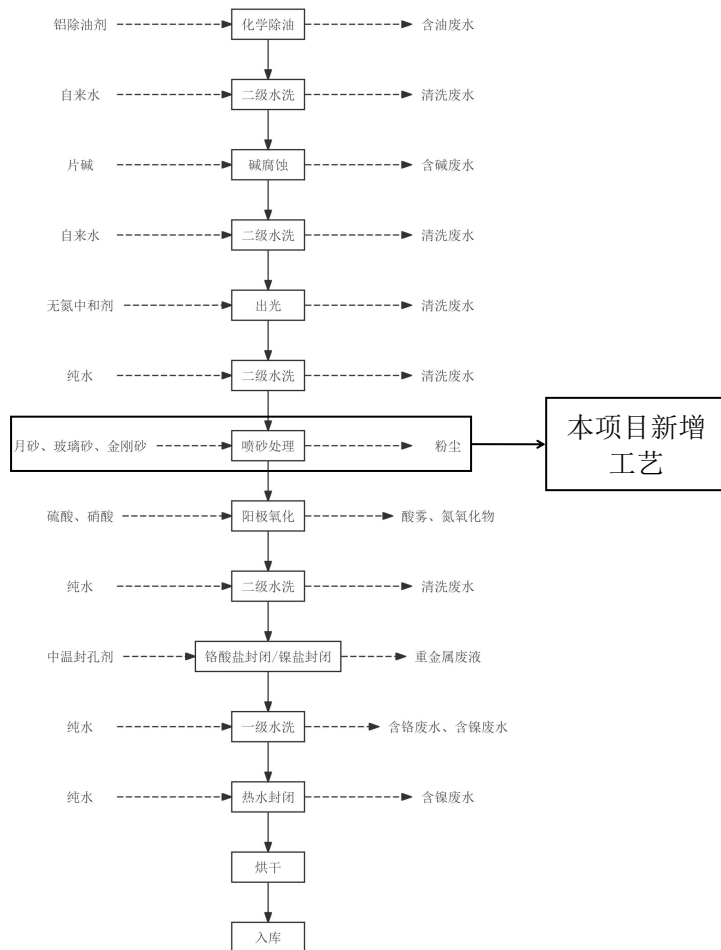 铝除油剂 化学除油 含油废水
自来水 二级水洗 清洗废水
片碱 碱腐蚀 含碱废水
自来水 二级水洗 清洗废水
无氮中和剂 出光 清洗废水
纯水 二级水洗 清洗废水
月砂、玻璃砂、金刚砂 喷砂处理 粉尘
本项目新增
工艺
硫酸、硝酸 阳极氧化 酸雾、氮氧化物
纯水 二级水洗 清洗废水
中温封孔剂 铬酸盐封闭/镍盐封闭 重金属废液
纯水 一级水洗 含铬废水、含镍废水
纯水 热水封闭 含镍废水
烘干
入库